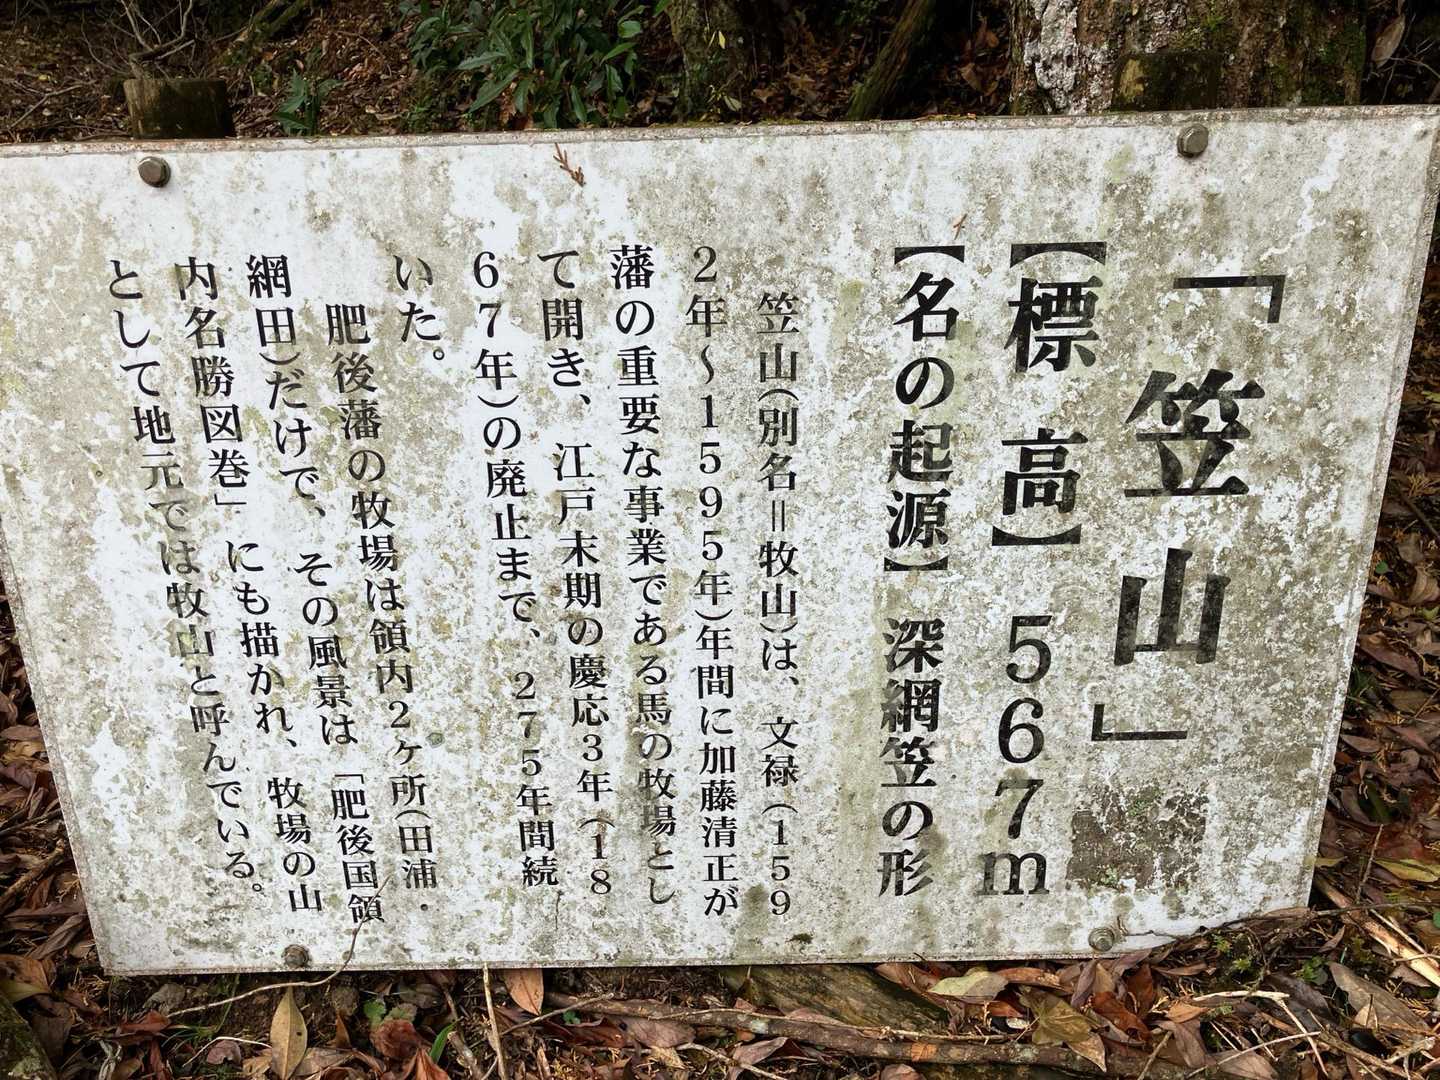 「笠山」
【標高】567m
【名の起源】深網笠の形
笠山(別名=牧山)は、文禄(159
2年~1595年)年間に加藤清正が
藩の重要な事業である馬の牧場とし
て開き、江戸末期の慶応3年(18
67年)の廃止まで、275年間続
いた。
肥後藩の牧場は領内2ヶ所(田浦・
網田)だけで、その風景は「肥後国領
内名勝図巻」にも描かれ、牧場の山
として地元では牧山と呼んでいる。